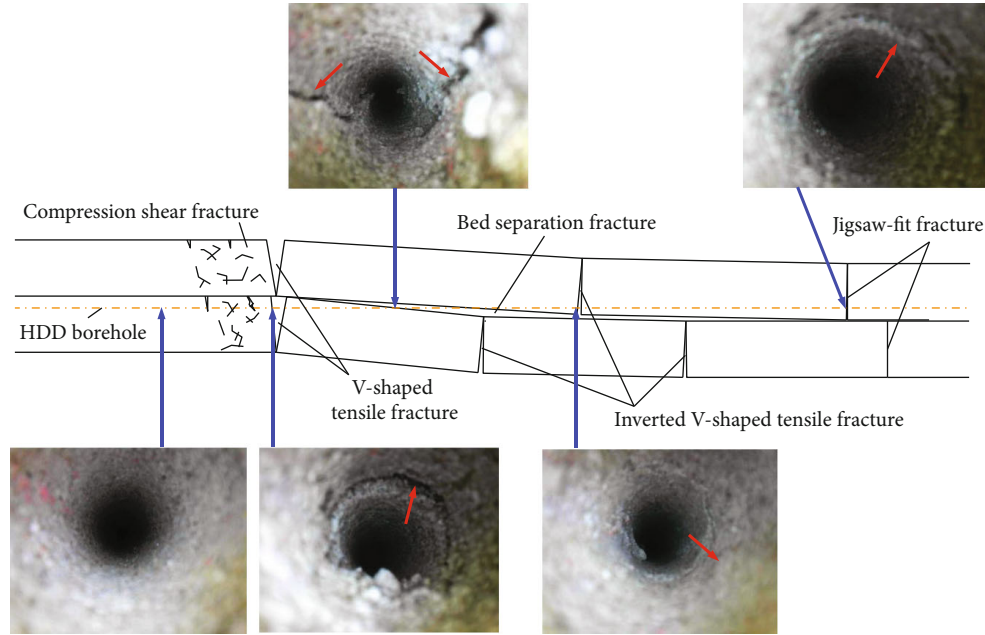 Compression shear fracture
Bed separation fracture
Jigsaw-fit fracture
HDD borehole
V-shaped
tensile fracture
Inverted V-shaped tensile fracture